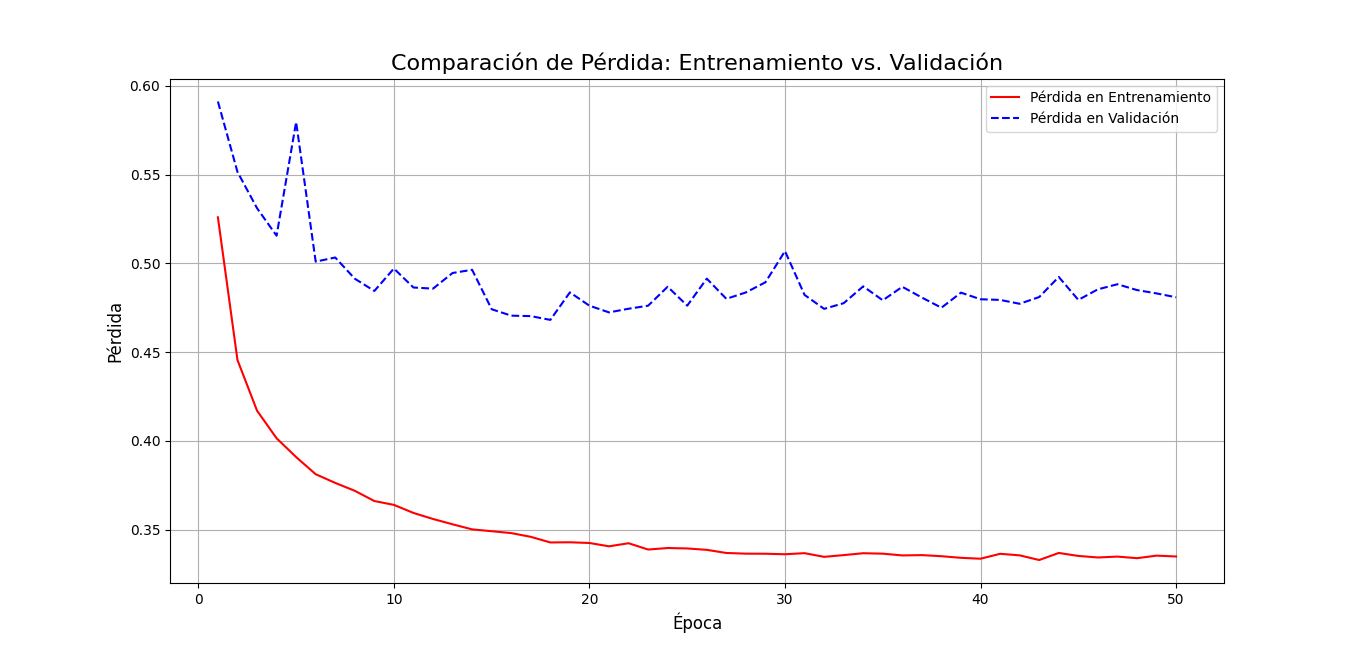 Comparación de Pérdida: Entrenamiento vs. Validación
Pérdida en Entrenamiento
Pérdida en Validación
Pérdida
0.60
0.55
0.50
0.45
0.40
0.35
0 10 20 30 40 50
Época